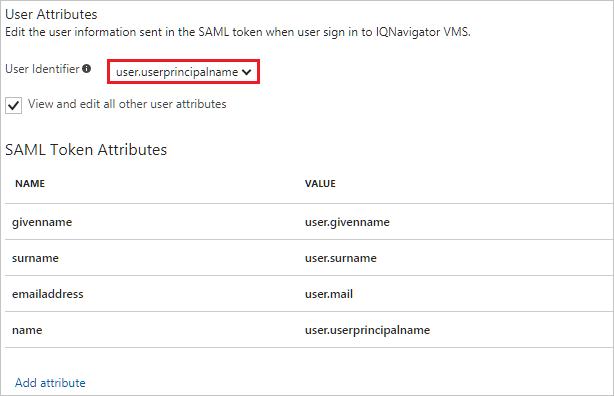 User Attributes
Edit the user information sent in the SAML token when user sign in to IQNavigator VMS.
User Identifier
user.userprincipalname
View and edit all other user attributes
SAML Token Attributes
NAME VALUE
givenname user.givenname
surname user.surname
emailaddress user.mail
name user.userprincipalname
Add attribute